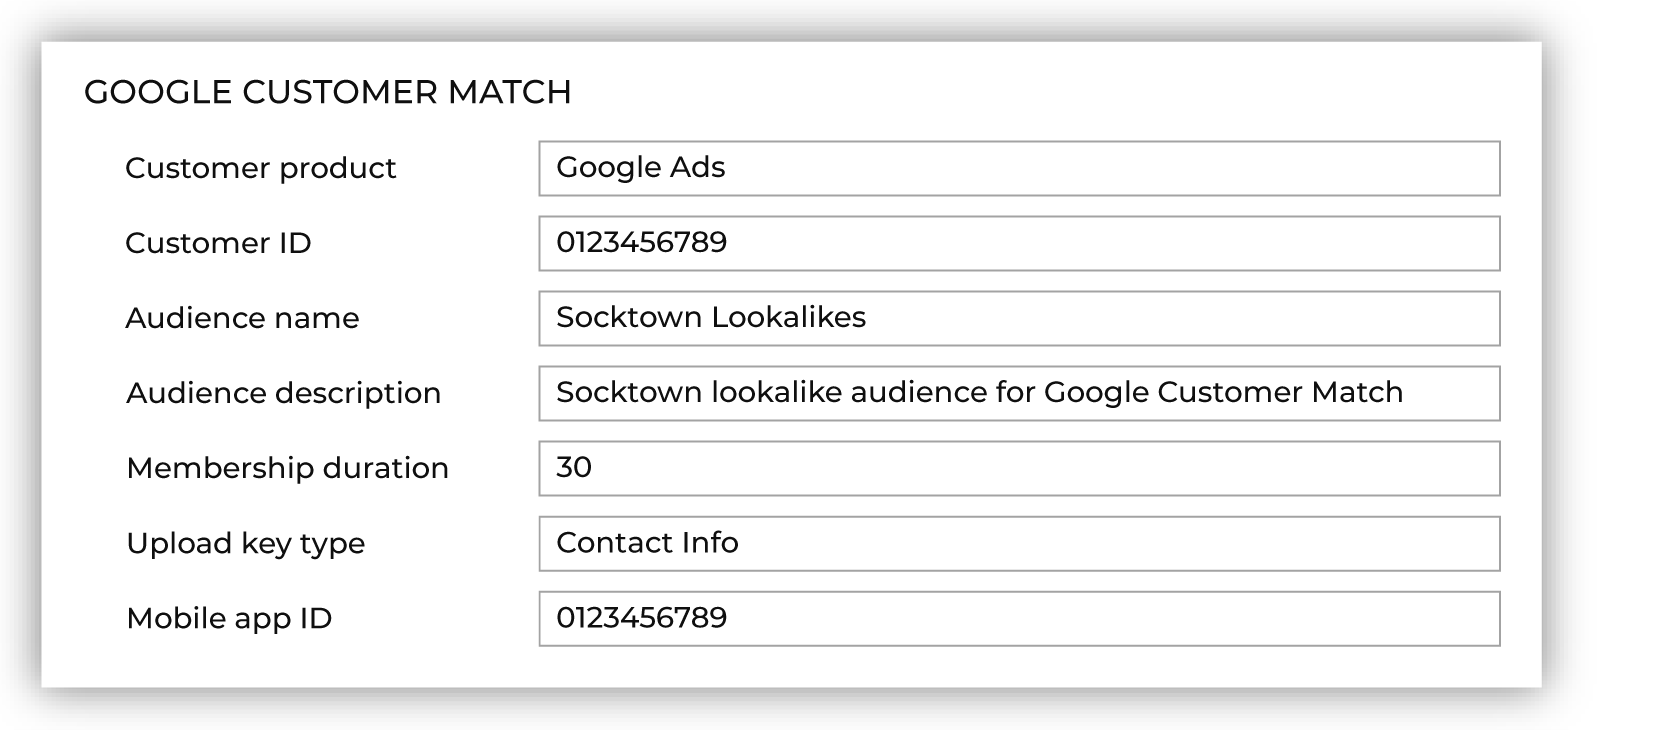 GOOGLE CUSTOMER MATCH
Customer product Google Ads
Customer ID 0123456789
Audience name Socktown Lookalikes
Audience description Socktown lookalike audience for Google Customer Match
Membership duration 30
Upload key type Contact Info
Mobile app ID 0123456789